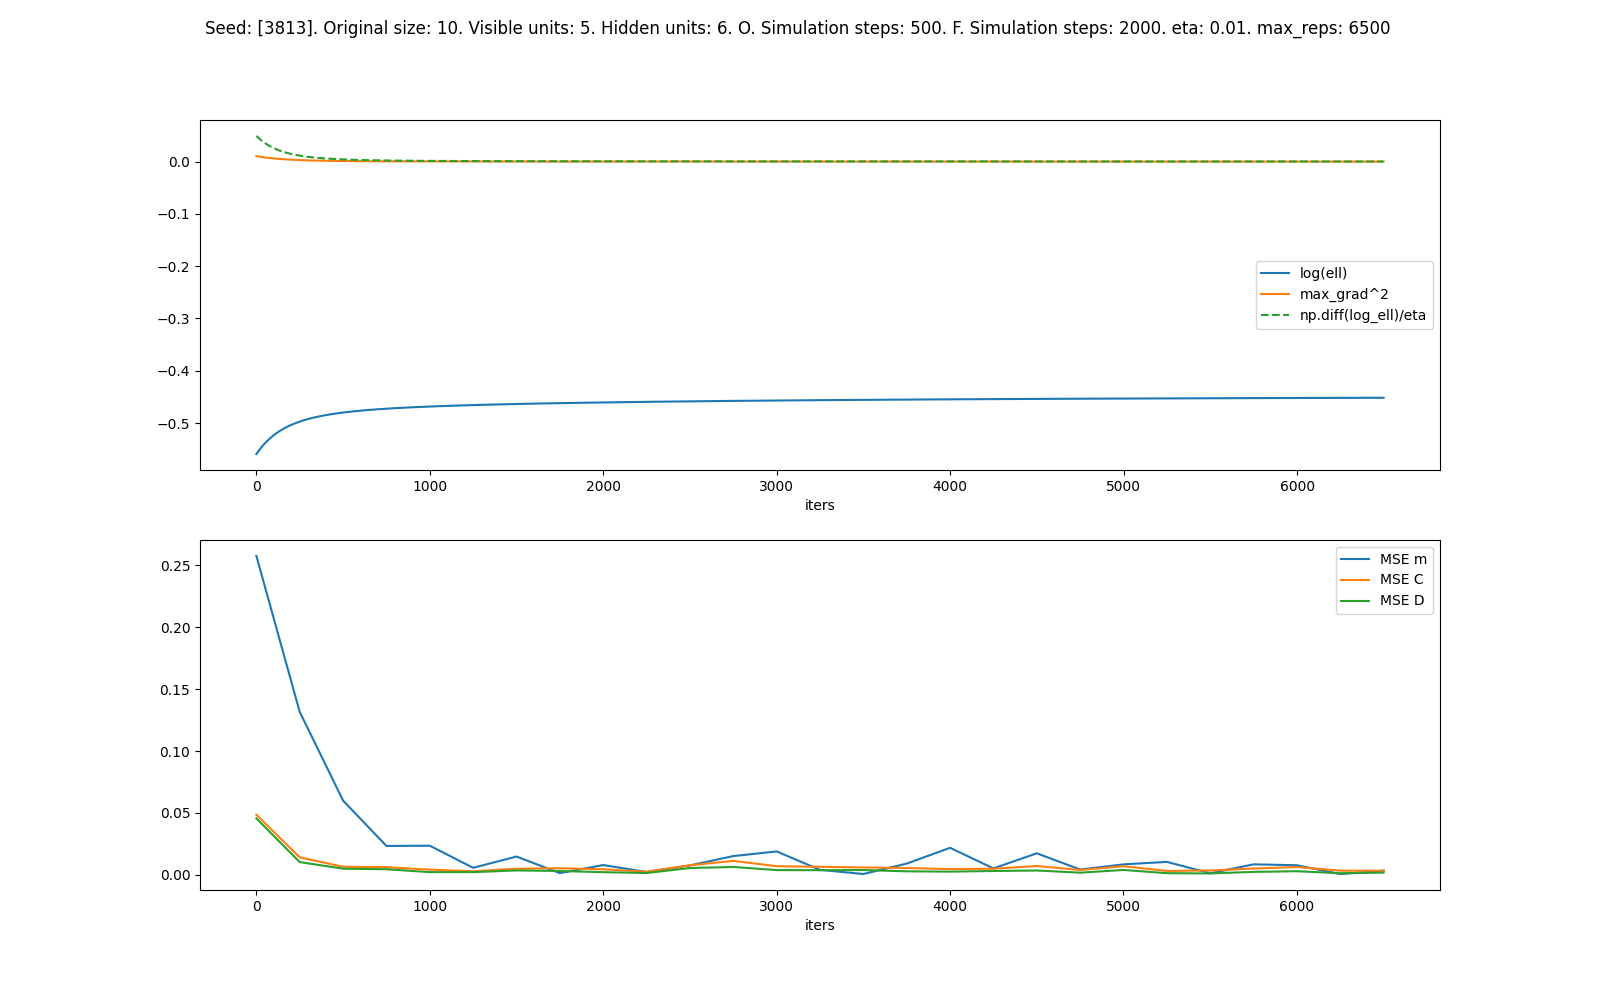 Seed: [3813]. Original size: 10. Visible units: 5. Hidden units: 6. O. Simulation steps: 500. F. Simulation steps: 2000. eta: 0.01. max_reps: 6500
0.0
−0.1
−0.2
−0.3
−0.4
−0.5
log(ell)
max_grad^2
np.diff(log_ell)/eta
0 1000 2000 3000 4000 5000 6000
iters
0.25
0.20
0.15
0.10
0.05
0.00
MSE m
MSE C
MSE D
0 1000 2000 3000 4000 5000 6000
iters